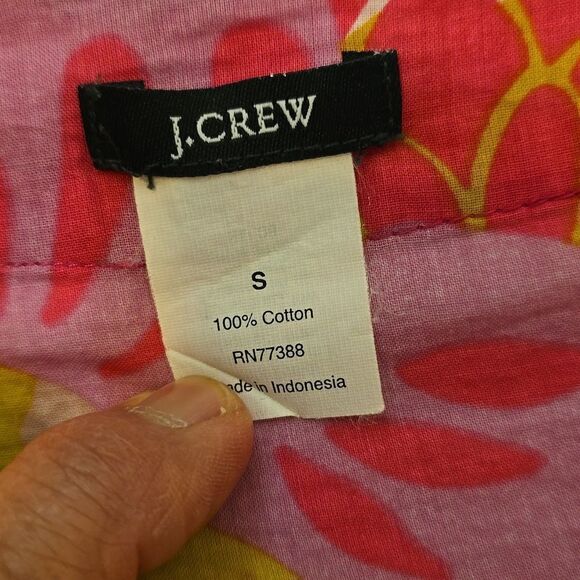 J.CREW
S
100% Cotton
RN77388
in Indonesia